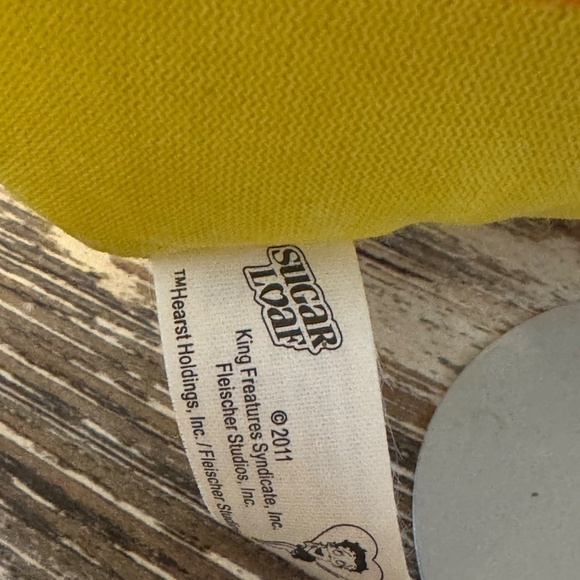 SUGAR
LOAF
© 2011
King Freatures Syndicate, Inc.
Fleischer Studios, Inc.
™Hearst Holdings, Inc. / Fleischer